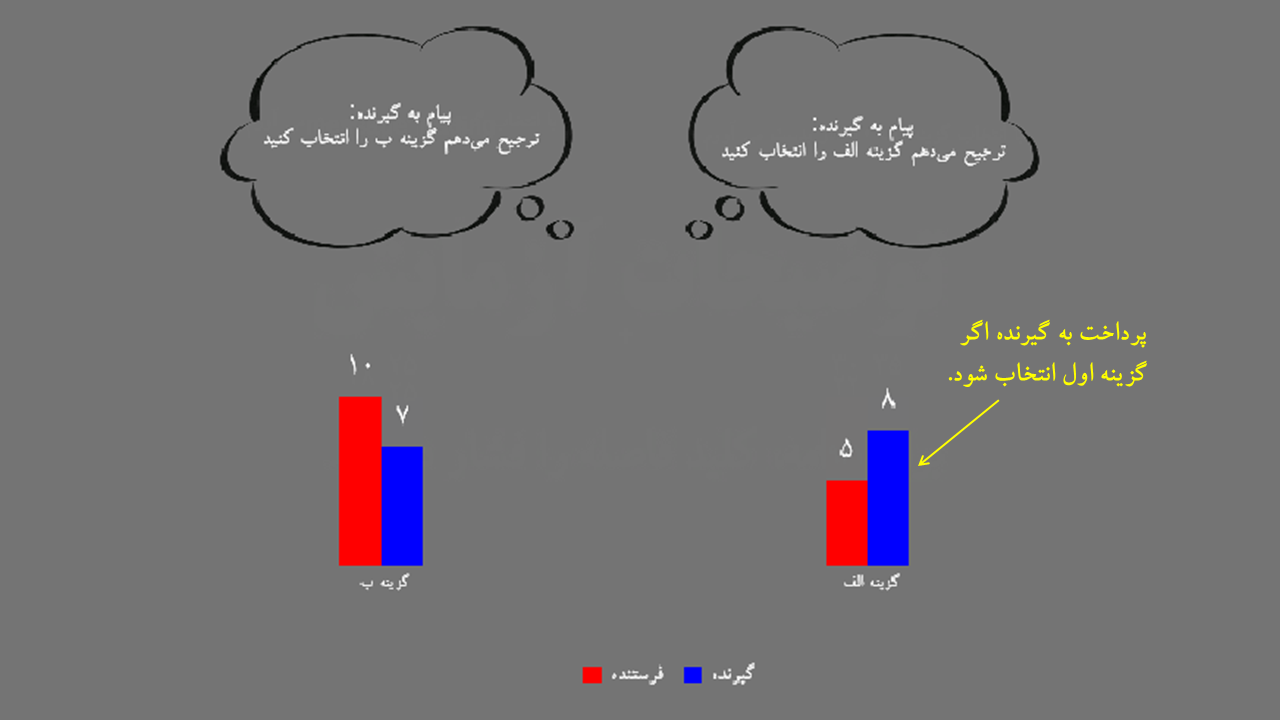 پیام به گیرنده:
ترجیح می‌دهم گزینه الف را انتخاب کنید
پیام به گیرنده:
ترجیح می‌دهم گزینه ب را انتخاب کنید
پرداخت به گیرنده اگر
گزینه اول انتخاب شود.
۸
۵
گزینه الف
۱۰
۷
گزینه ب
گیرنده
فرستنده